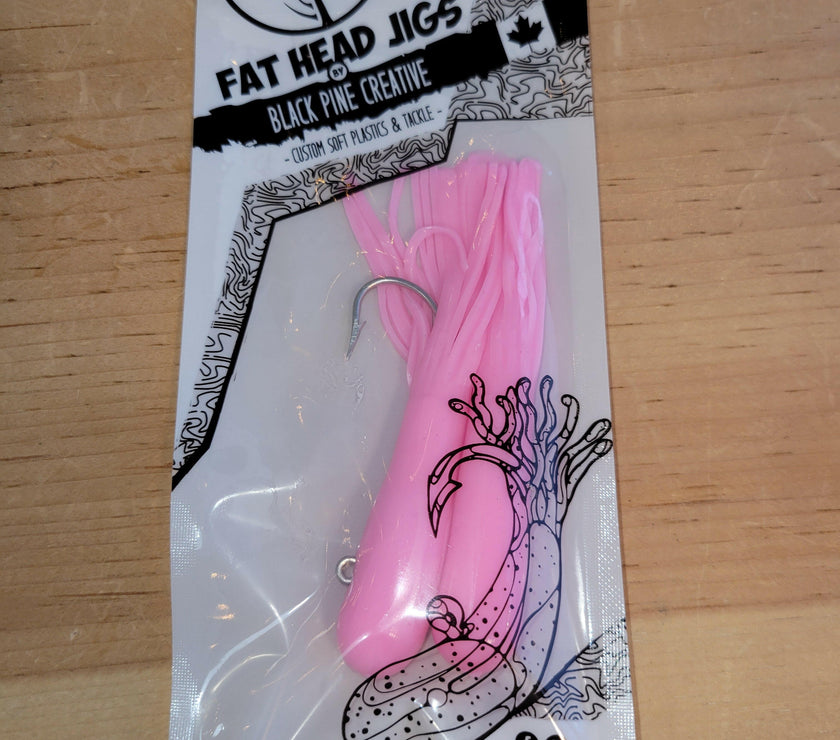 FAT HEAD JIGS
BY
BLACK PINE CREATIVE
- CUSTOM SOFT PLASTICS & TACKLE -